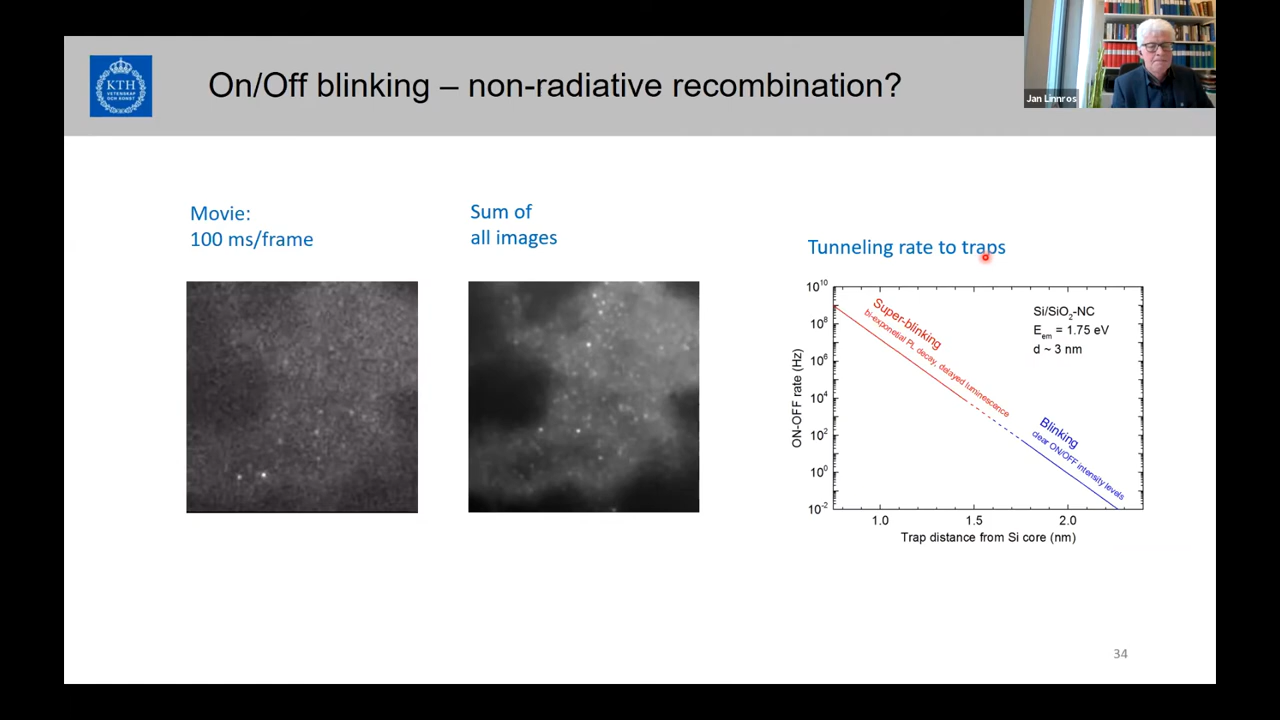 On/Off blinking – non-radiative recombination?
KTH
VETENSKAP
OCH KONST
Jan Linnros
Movie:
100 ms/frame
Sum of
all images
Tunneling rate to traps
Super-blinking
bi-exponetial PL decay, delayed luminescence
Si/SiO2-NC
Eem = 1.75 eV
d ~ 3 nm
Blinking
clear ON/OFF intensity levels
ON-OFF rate (Hz)
10^10
10^8
10^6
10^4
10^2
10^0
10^-2
1.0 1.5 2.0
Trap distance from Si core (nm)
34